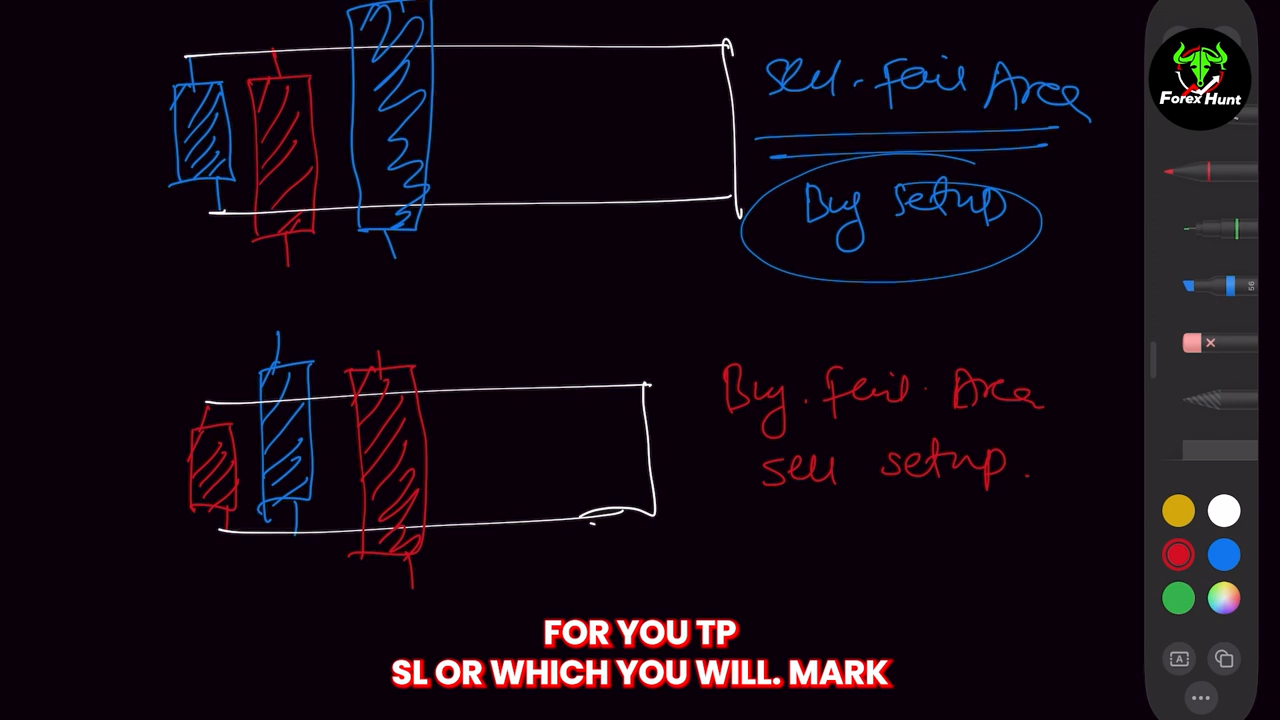 Sell. Fail Area
Buy setup
Forex Hunt
Buy. Fail. Area
sell setup.
FOR YOU TP
SL OR WHICH YOU WILL. MARK
A